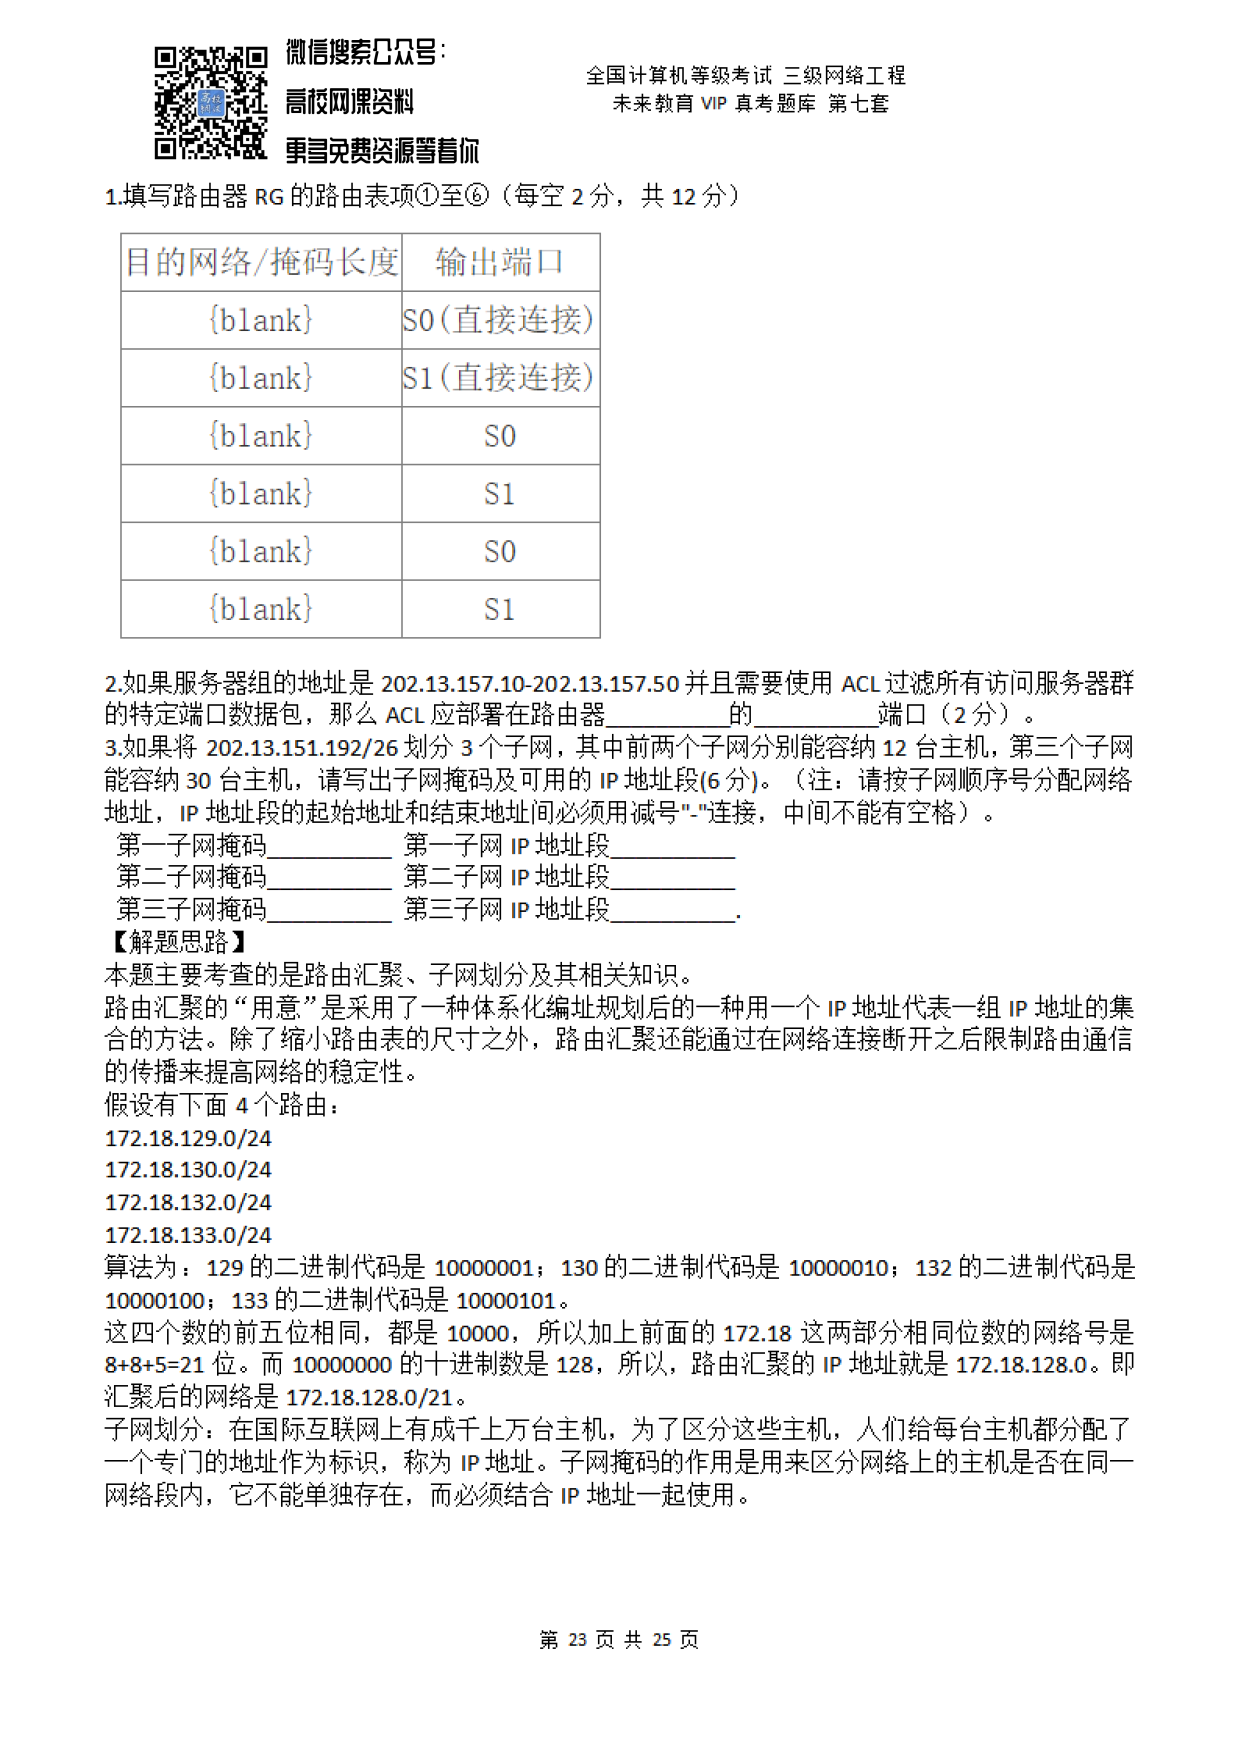 微信搜索公众号：
高校网课资料
更多免费资源等着你
全国计算机等级考试 三级网络工程
未来教育 VIP 真考题库 第七套
1.填写路由器 RG 的路由表项①至⑥（每空 2 分，共 12 分）
目的网络/掩码长度 输出端口
{blank} S0(直接连接)
{blank} S1(直接连接)
{blank} S0
{blank} S1
{blank} S0
{blank} S1
2.如果服务器组的地址是 202.13.157.10-202.13.157.50 并且需要使用 ACL 过滤所有访问服务器群
的特定端口数据包，那么 ACL 应部署在路由器__________的__________端口（2 分）。
3.如果将 202.13.151.192/26 划分 3 个子网，其中前两个子网分别能容纳 12 台主机，第三个子网
能容纳 30 台主机，请写出子网掩码及可用的 IP 地址段(6 分)。（注：请按子网顺序号分配网络
地址，IP 地址段的起始地址和结束地址间必须用减号"-"连接，中间不能有空格）。
第一子网掩码__________ 第一子网 IP 地址段__________
第二子网掩码__________ 第二子网 IP 地址段__________
第三子网掩码__________ 第三子网 IP 地址段__________.
【解题思路】
本题主要考查的是路由汇聚、子网划分及其相关知识。
路由汇聚的“用意”是采用了一种体系化编址规划后的一种用一个 IP 地址代表一组 IP 地址的集
合的方法。除了缩小路由表的尺寸之外，路由汇聚还能通过在网络连接断开之后限制路由通信
的传播来提高网络的稳定性。
假设有下面 4 个路由：
172.18.129.0/24
172.18.130.0/24
172.18.132.0/24
172.18.133.0/24
算法为：129 的二进制代码是 10000001；130 的二进制代码是 10000010；132 的二进制代码是
10000100；133 的二进制代码是 10000101。
这四个数的前五位相同，都是 10000，所以加上前面的 172.18 这两部分相同位数的网络号是
8+8+5=21 位。而 10000000 的十进制数是 128，所以，路由汇聚的 IP 地址就是 172.18.128.0。即
汇聚后的网络是 172.18.128.0/21。
子网划分：在国际互联网上有成千上万台主机，为了区分这些主机，人们给每台主机都分配了
一个专门的地址作为标识，称为 IP 地址。子网掩码的作用是用来区分网络上的主机是否在同一
网络段内，它不能单独存在，而必须结合 IP 地址一起使用。
第 23 页 共 25 页